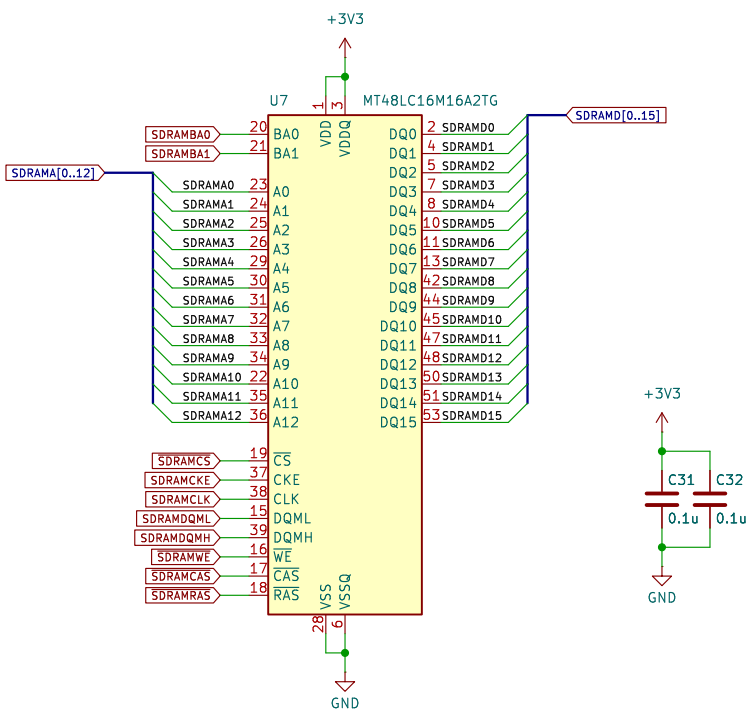 +3V3
U7 MT48LC16M16A2TG
1 3
VDD VDDQ
SDRAMBA0 20 BA0 DQ0 2 SDRAMD0 SDRAMD[0..15]
SDRAMBA1 21 BA1 DQ1 4 SDRAMD1
SDRAMA[0..12] DQ2 5 SDRAMD2
SDRAMA0 23 A0 DQ3 7 SDRAMD3
SDRAMA1 24 A1 DQ4 8 SDRAMD4
SDRAMA2 25 A2 DQ5 10 SDRAMD5
SDRAMA3 26 A3 DQ6 11 SDRAMD6
SDRAMA4 29 A4 DQ7 13 SDRAMD7
SDRAMA5 30 A5 DQ8 42 SDRAMD8
SDRAMA6 31 A6 DQ9 44 SDRAMD9
SDRAMA7 32 A7 DQ10 45 SDRAMD10
SDRAMA8 33 A8 DQ11 47 SDRAMD11
SDRAMA9 34 A9 DQ12 48 SDRAMD12
SDRAMA10 22 A10 DQ13 50 SDRAMD13
SDRAMA11 35 A11 DQ14 51 SDRAMD14
SDRAMA12 36 A12 DQ15 53 SDRAMD15
SDRAMCS 19 CS
SDRAMCKE 37 CKE
SDRAMCLK 38 CLK
SDRAMDQML 15 DQML
SDRAMDQMH 39 DQMH
SDRAMWE 16 WE
SDRAMCAS 17 CAS
SDRAMRAS 18 RAS
VSS VSSQ
28 6
GND
+3V3
C31 C32
0.1u 0.1u
GND